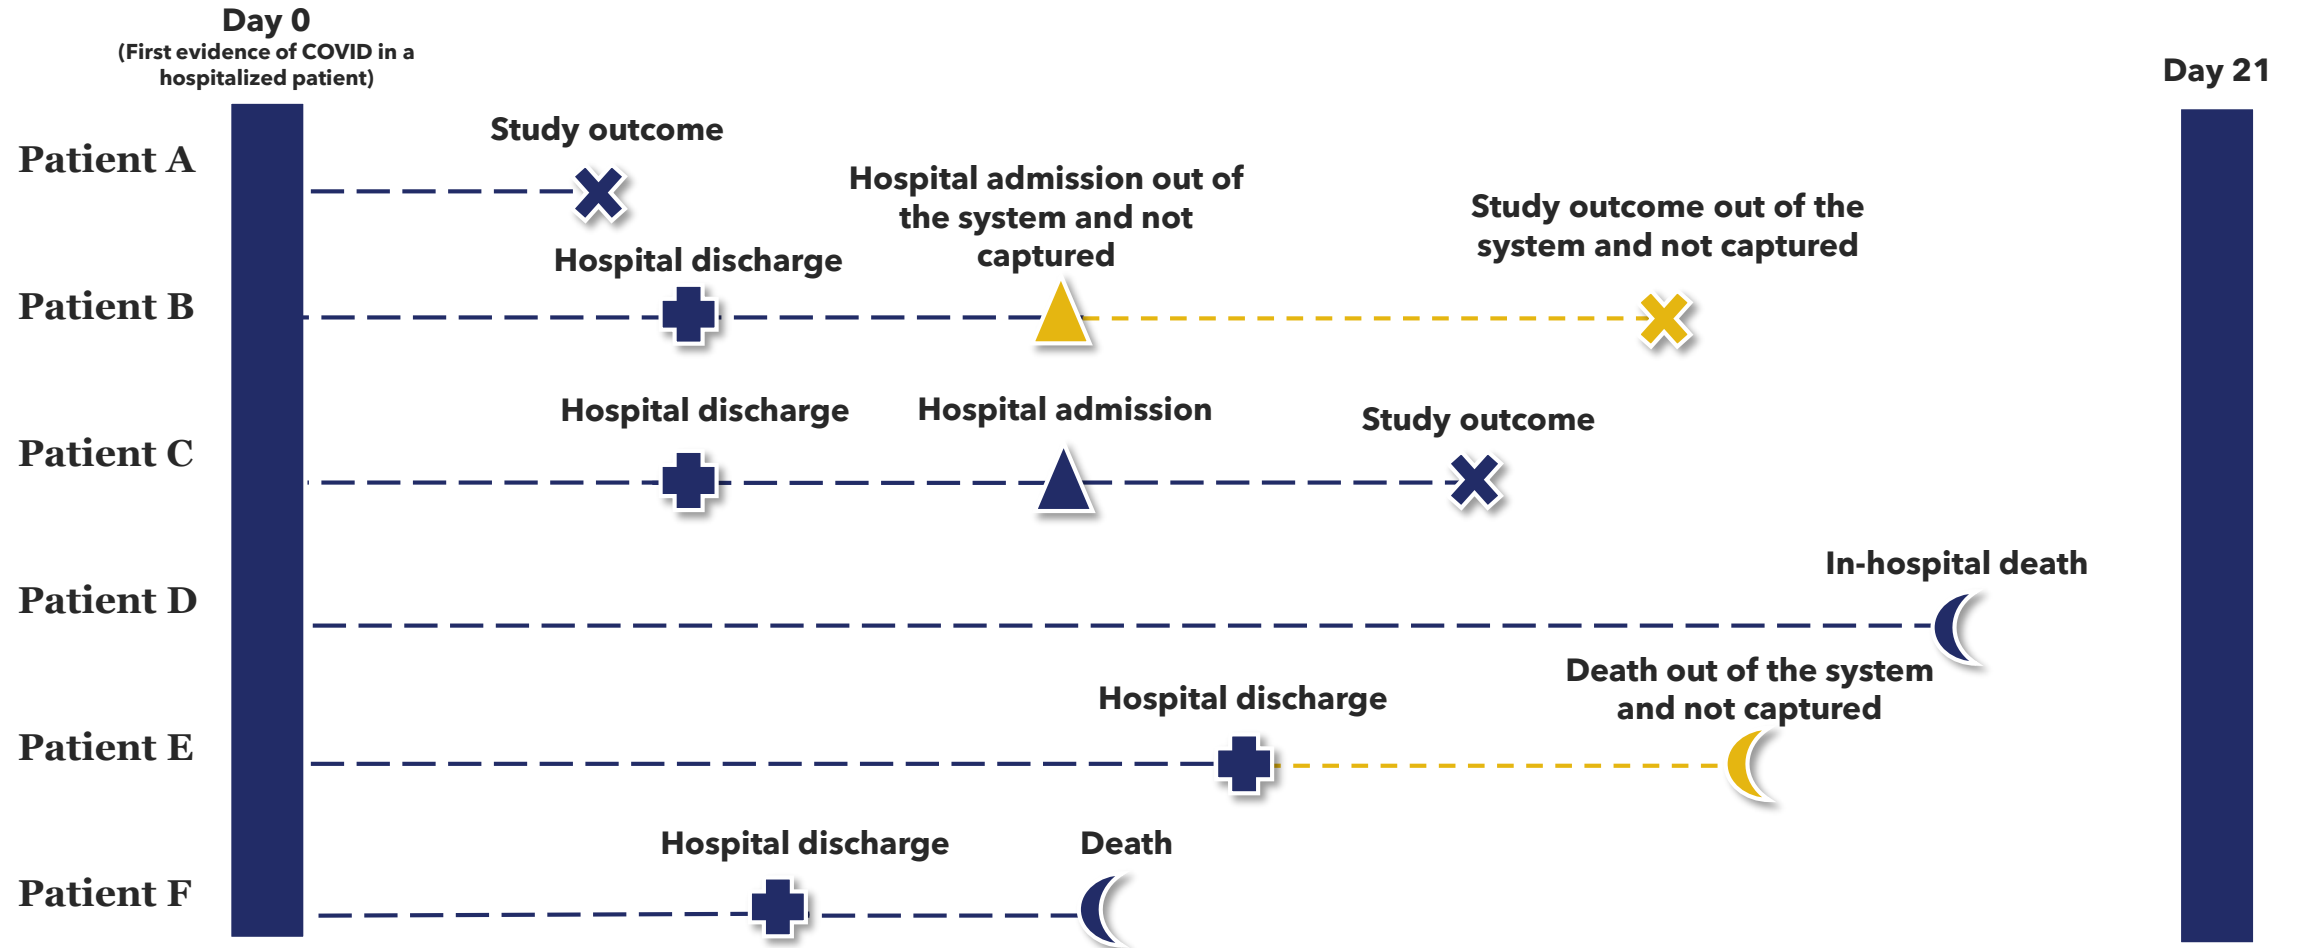 Day 0
(First evidence of COVID in a
hospitalized patient)
Day 21
Patient A
Study outcome
Patient B
Hospital discharge
Hospital admission out of
the system and not
captured
Study outcome out of the
system and not captured
Patient C
Hospital discharge
Hospital admission
Study outcome
Patient D
In-hospital death
Patient E
Hospital discharge
Death out of the system
and not captured
Patient F
Hospital discharge
Death